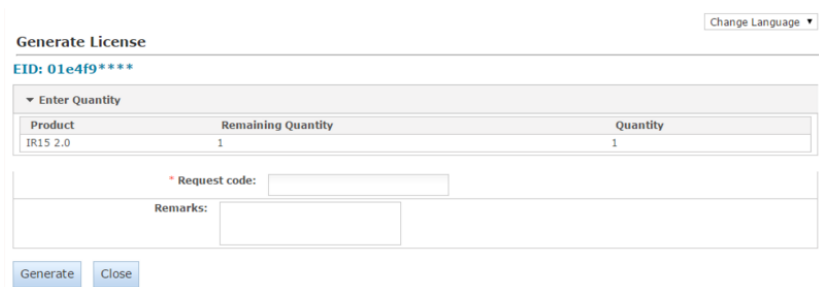 Change Language ▼
Generate License
EID: 01e4f9****
▼ Enter Quantity
Product Remaining Quantity Quantity
IR15 2.0 1 1
* Request code:
Remarks:
Generate Close